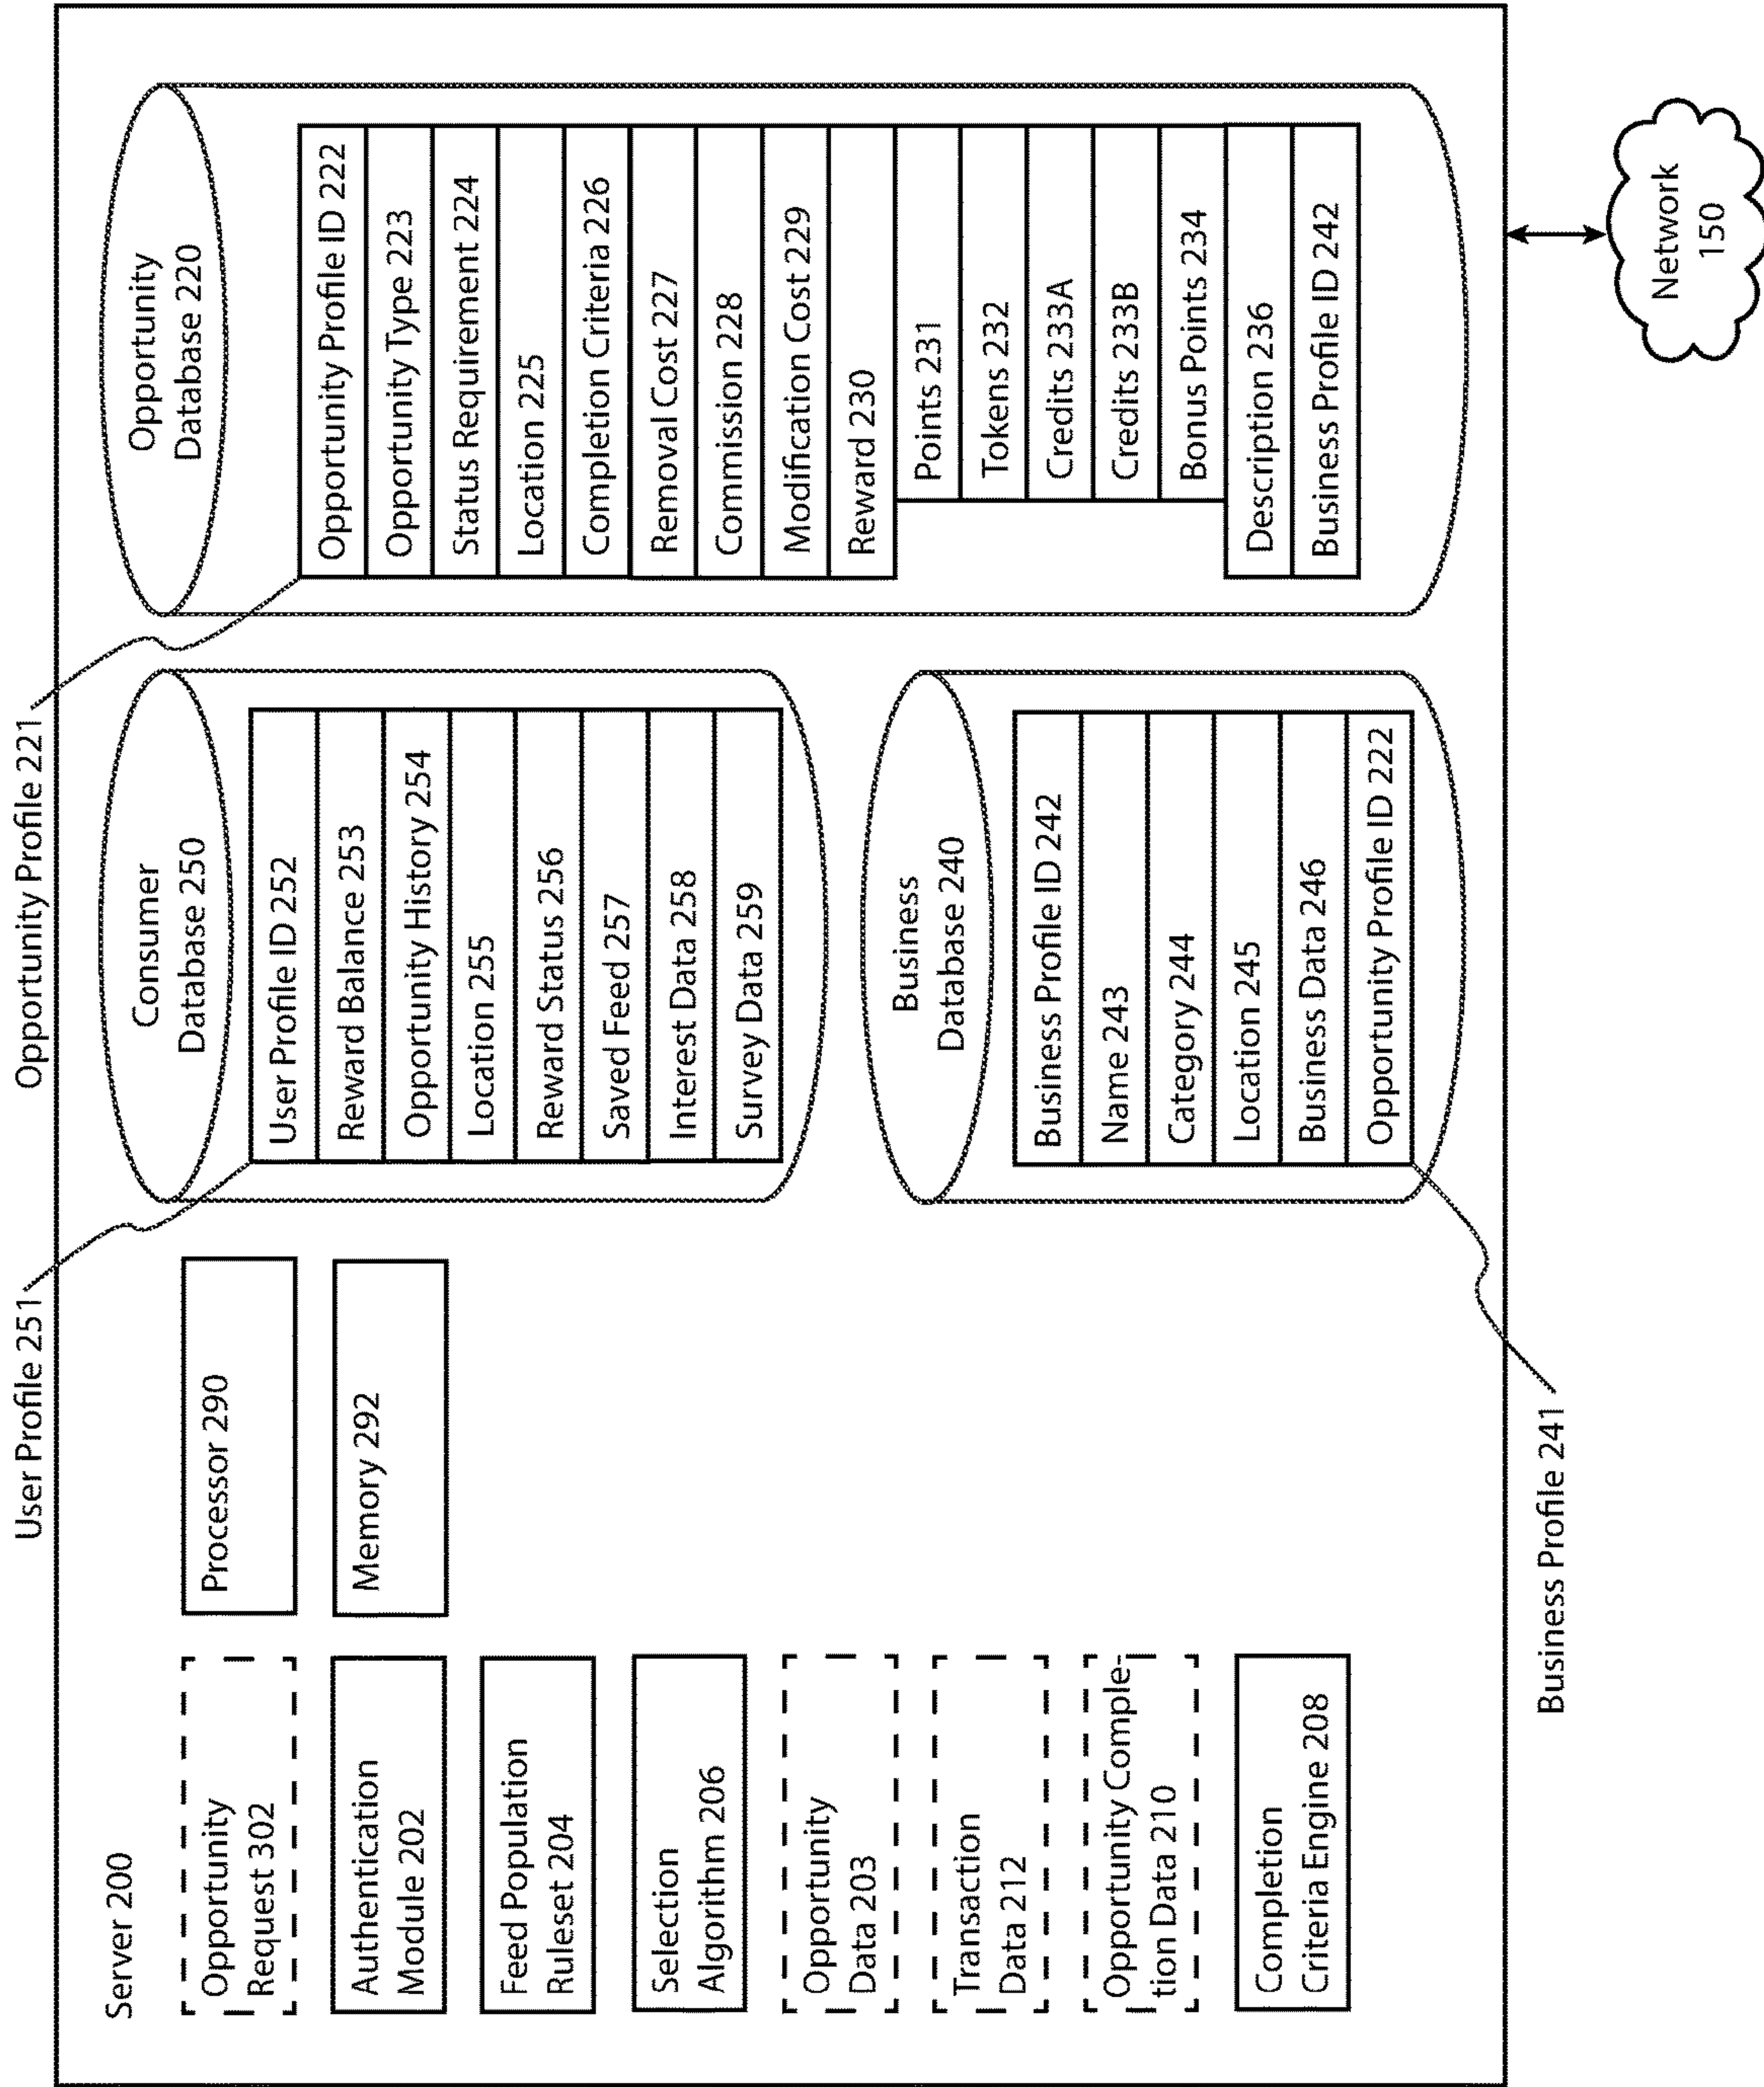 User Profile 251
Opportunity Profile 221
Server 200
Opportunity
Request 302
Authentication
Module 202
Feed Population
Ruleset 204
Selection
Algorithm 206
Opportunity
Data 203
Transaction
Data 212
Opportunity Comple-
tion Data 210
Completion
Criteria Engine 208
Processor 290
Memory 292
Consumer
Database 250
User Profile ID 252
Reward Balance 253
Opportunity History 254
Location 255
Reward Status 256
Saved Feed 257
Interest Data 258
Survey Data 259
Business
Database 240
Business Profile ID 242
Name 243
Category 244
Location 245
Business Data 246
Opportunity Profile ID 222
Opportunity
Database 220
Opportunity Profile ID 222
Opportunity Type 223
Status Requirement 224
Location 225
Completion Criteria 226
Removal Cost 227
Commission 228
Modification Cost 229
Reward 230
Points 231
Tokens 232
Credits 233A
Credits 233B
Bonus Points 234
Description 236
Business Profile ID 242
Business Profile 241
Network
150